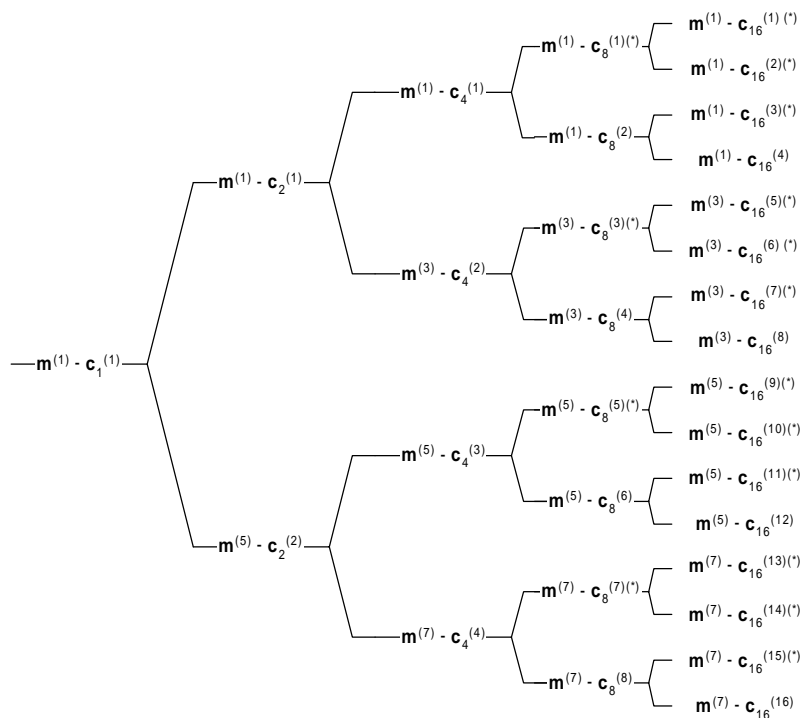 m(1) - c16(1) (*)
m(1) - c8(1)(*)
m(1) - c16(2)(*)
m(1) - c4(1)
m(1) - c16(3)(*)
m(1) - c8(2)
m(1) - c16(4)
m(1) - c2(1)
m(3) - c16(5)(*)
m(3) - c8(3)(*)
m(3) - c16(6) (*)
m(3) - c4(2)
m(3) - c16(7)(*)
m(3) - c8(4)
m(3) - c16(8)
m(1) - c1(1)
m(5) - c16(9)(*)
m(5) - c8(5)(*)
m(5) - c16(10)(*)
m(5) - c4(3)
m(5) - c16(11)(*)
m(5) - c8(6)
m(5) - c16(12)
m(5) - c2(2)
m(7) - c16(13)(*)
m(7) - c8(7)(*)
m(7) - c16(14)(*)
m(7) - c4(4)
m(7) - c16(15)(*)
m(7) - c8(8)
m(7) - c16(16)